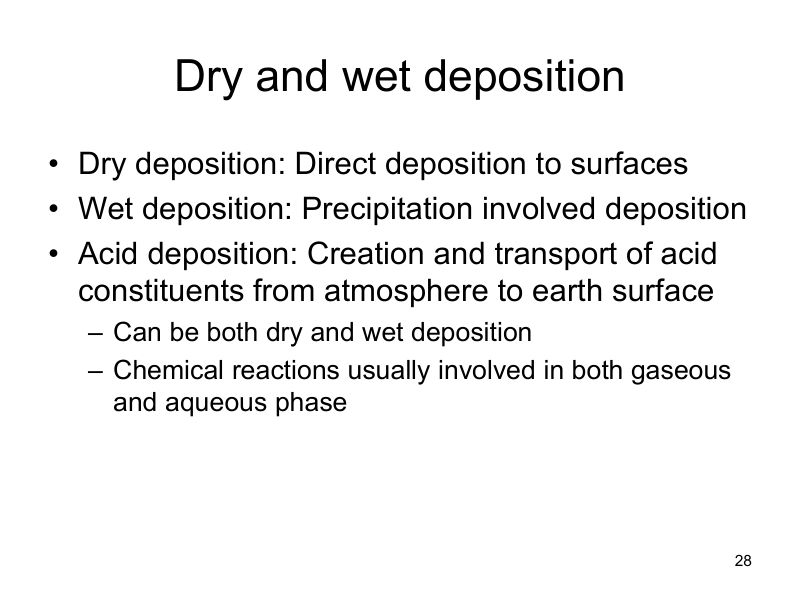 Dry and wet deposition
• Dry deposition: Direct deposition to surfaces
• Wet deposition: Precipitation involved deposition
• Acid deposition: Creation and transport of acid
constituents from atmosphere to earth surface
– Can be both dry and wet deposition
– Chemical reactions usually involved in both gaseous
and aqueous phase
28